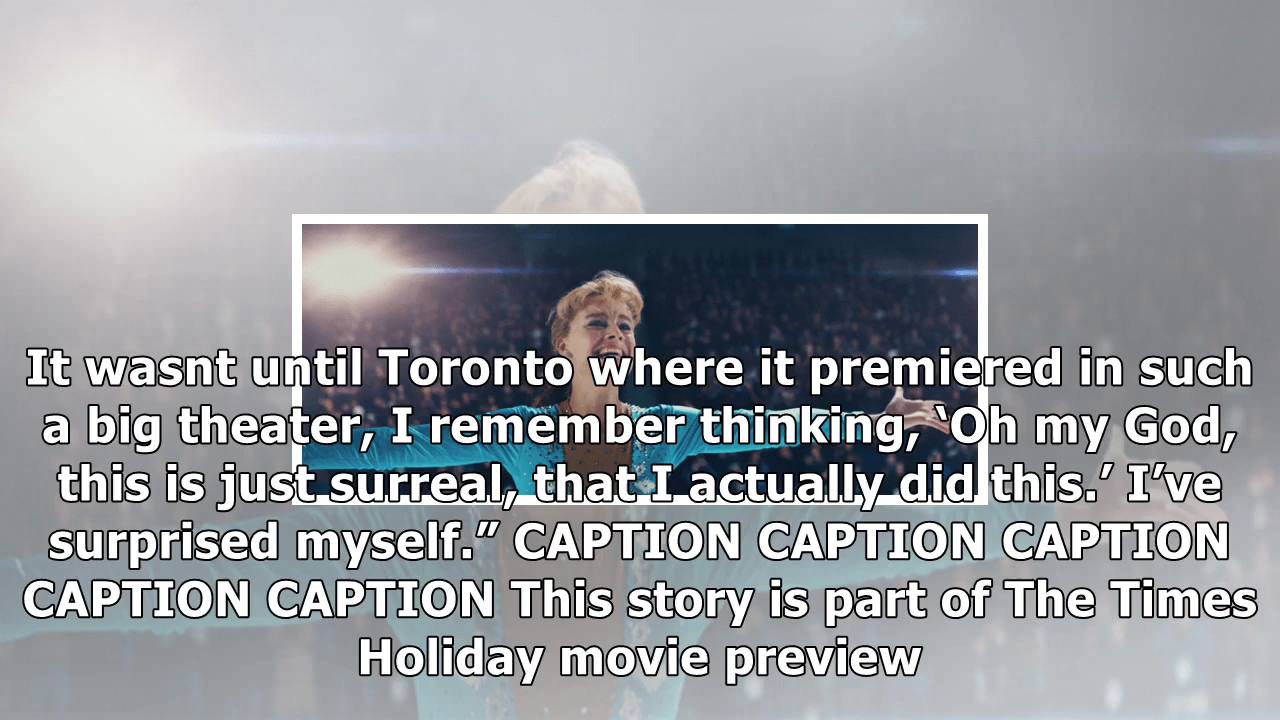 It wasnt until Toronto where it premiered in such
a big theater, I remember thinking, ‘Oh my God,
this is just surreal, that I actually did this.’ I’ve
surprised myself.” CAPTION CAPTION CAPTION
CAPTION CAPTION This story is part of The Times
Holiday movie preview